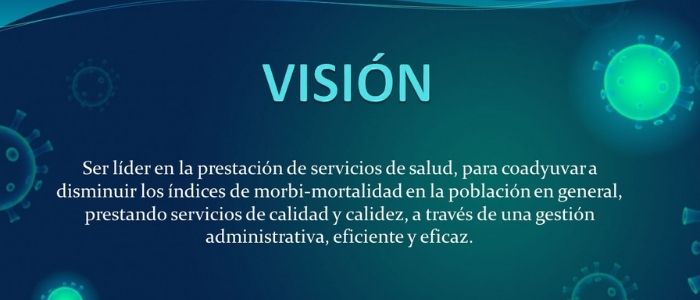 VISIÓN
Ser líder en la prestación de servicios de salud, para coadyuvar a
disminuir los índices de morbi-mortalidad en la población en general,
prestando servicios de calidad y calidez, a través de una gestión
administrativa, eficiente y eficaz.